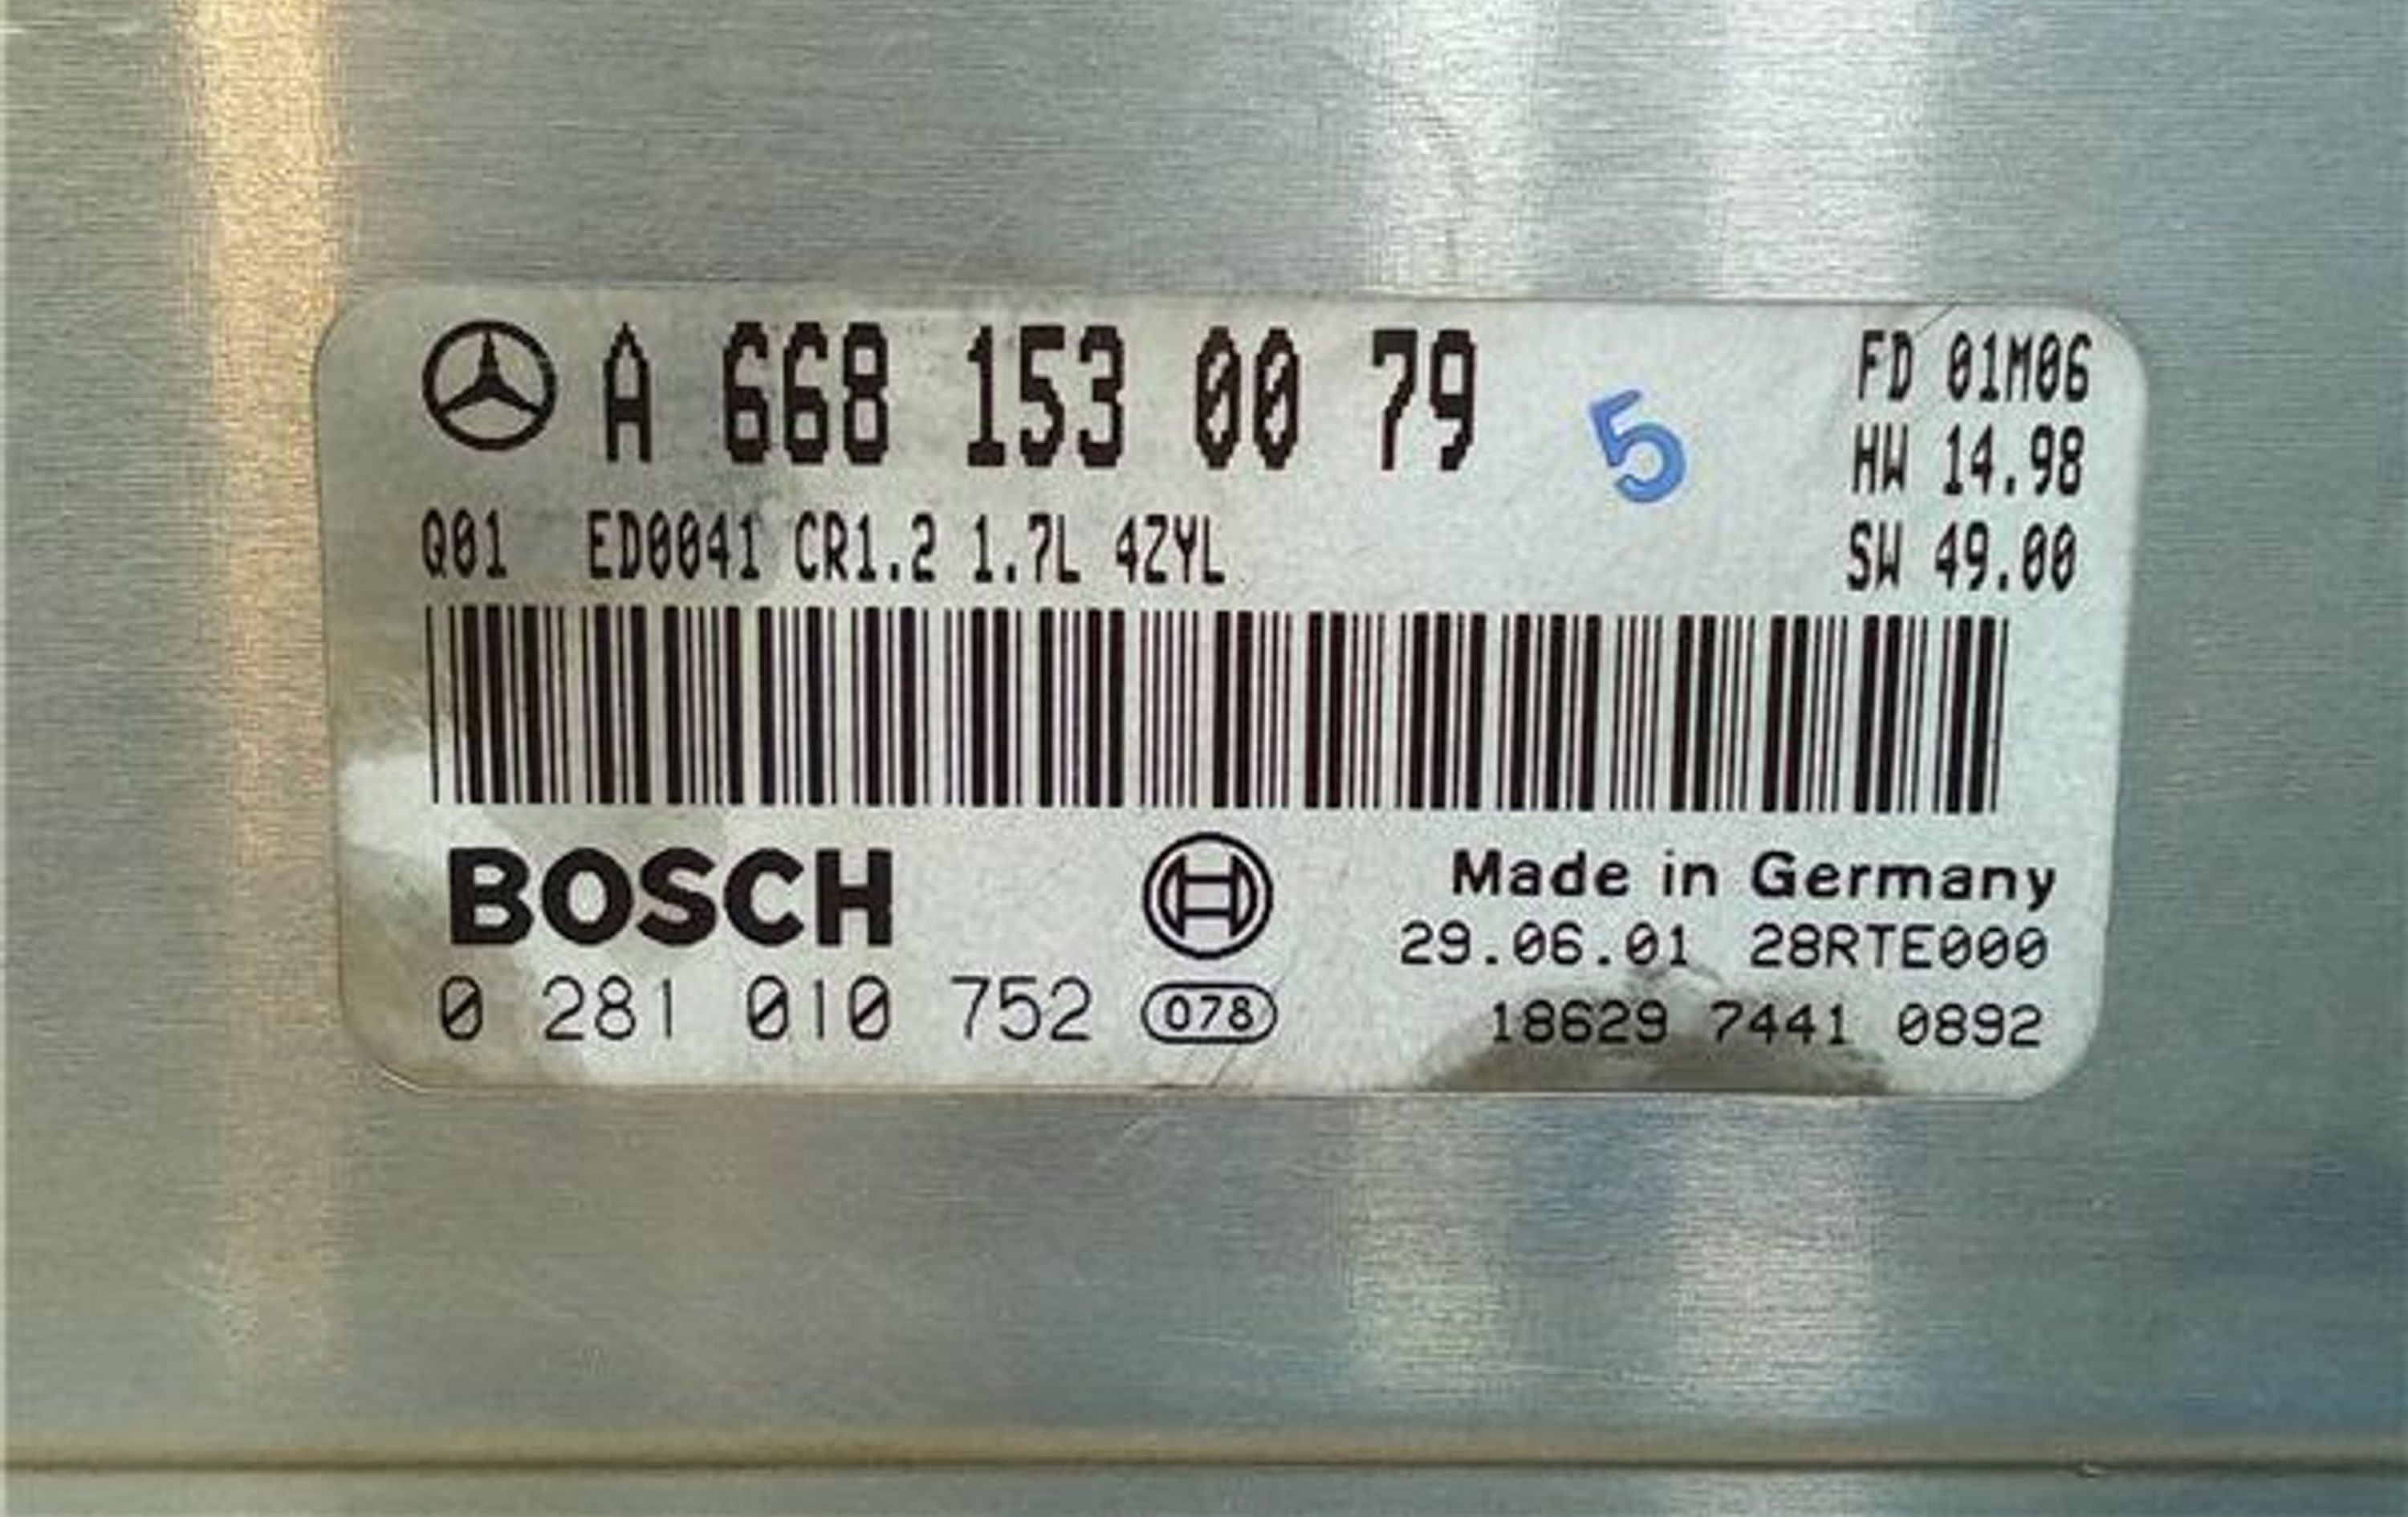 A 668 153 00 79
5
FD 01M06
HW 14.98
SW 49.00
Q01 ED0041 CR1.2 1.7L 4ZYL
BOSCH
0 281 010 752
078
Made in Germany
29.06.01 28RTE000
18629 7441 0892